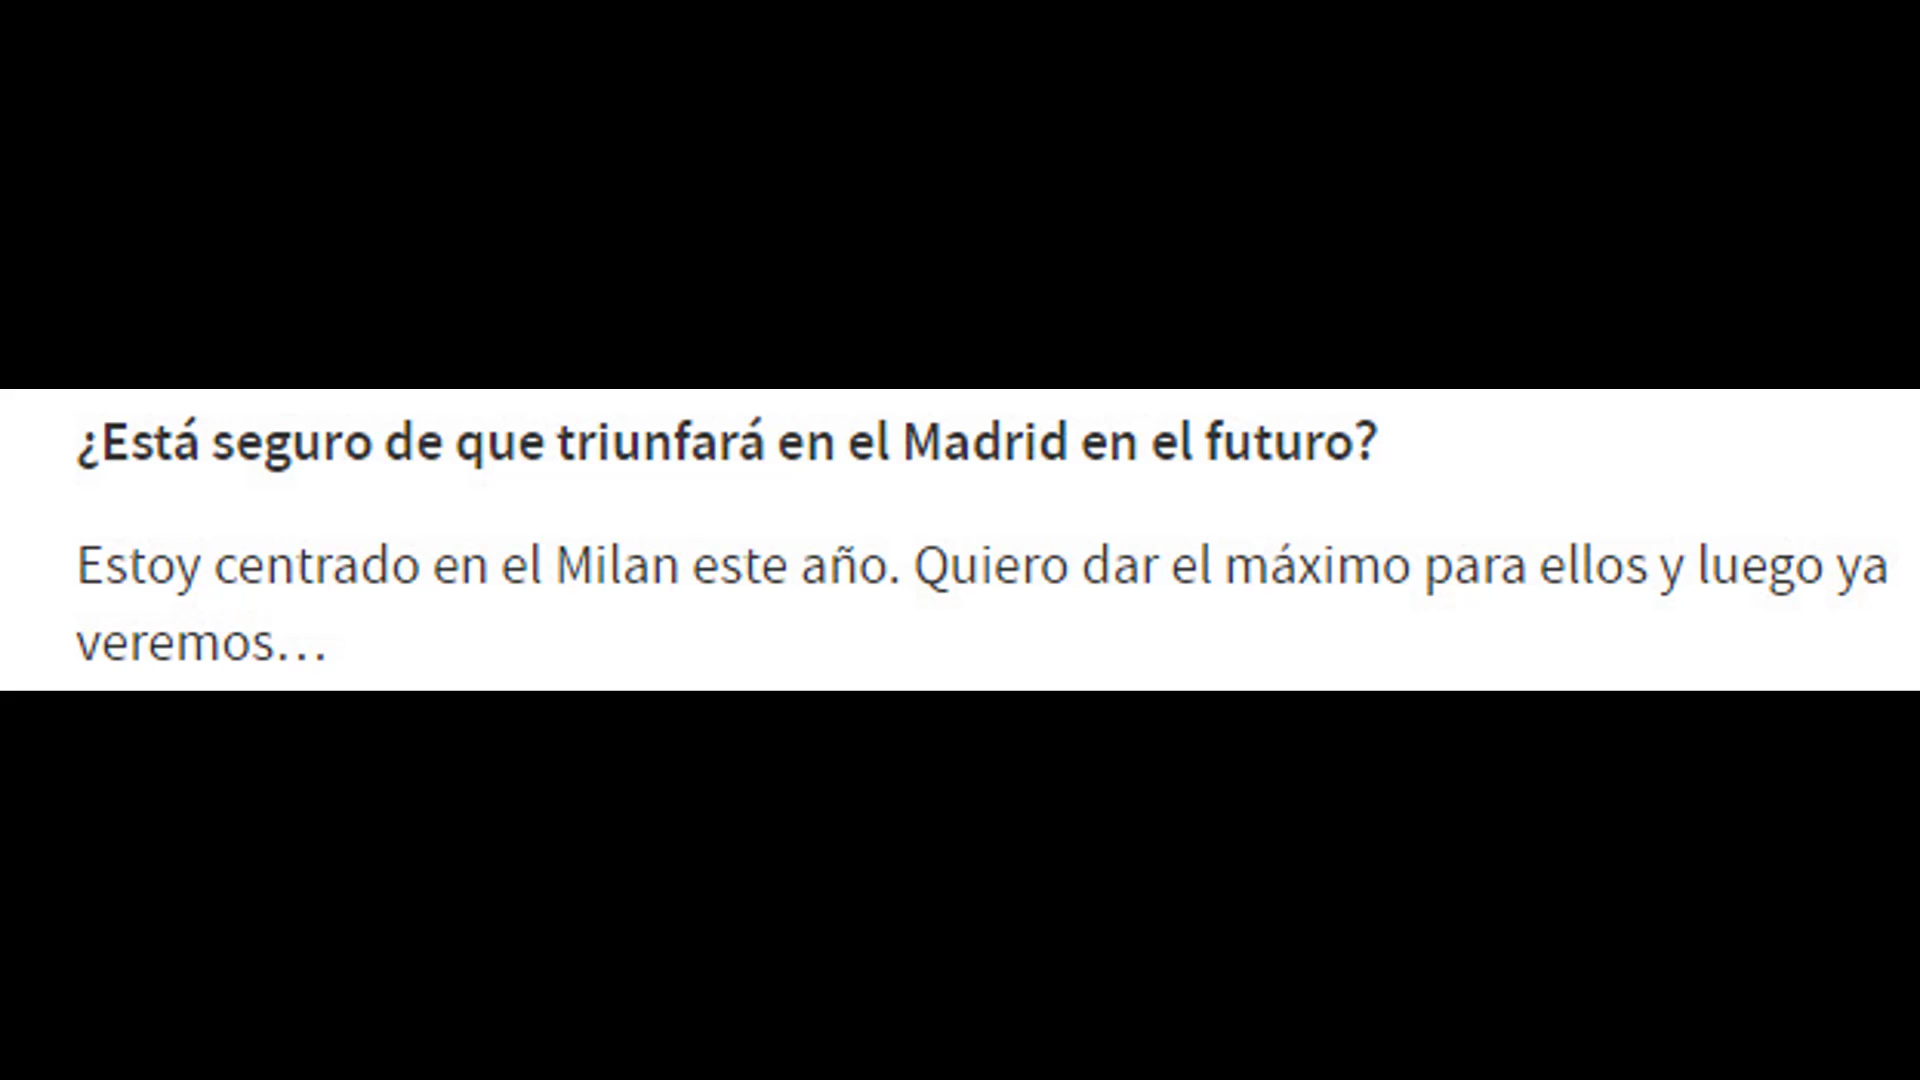 ¿Está seguro de que triunfará en el Madrid en el futuro?
Estoy centrado en el Milan este año. Quiero dar el máximo para ellos y luego ya
veremos…